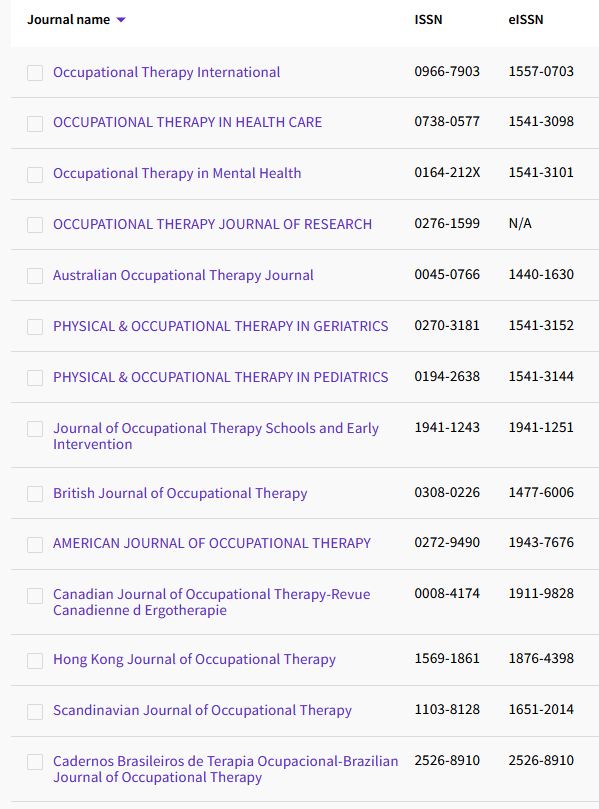 Journal name ISSN eISSN
Occupational Therapy International 0966-7903 1557-0703
OCCUPATIONAL THERAPY IN HEALTH CARE 0738-0577 1541-3098
Occupational Therapy in Mental Health 0164-212X 1541-3101
OCCUPATIONAL THERAPY JOURNAL OF RESEARCH 0276-1599 N/A
Australian Occupational Therapy Journal 0045-0766 1440-1630
PHYSICAL & OCCUPATIONAL THERAPY IN GERIATRICS 0270-3181 1541-3152
PHYSICAL & OCCUPATIONAL THERAPY IN PEDIATRICS 0194-2638 1541-3144
Journal of Occupational Therapy Schools and Early 1941-1243 1941-1251
Intervention
British Journal of Occupational Therapy 0308-0226 1477-6006
AMERICAN JOURNAL OF OCCUPATIONAL THERAPY 0272-9490 1943-7676
Canadian Journal of Occupational Therapy-Revue 0008-4174 1911-9828
Canadienne d Ergotherapie
Hong Kong Journal of Occupational Therapy 1569-1861 1876-4398
Scandinavian Journal of Occupational Therapy 1103-8128 1651-2014
Cadernos Brasileiros de Terapia Ocupacional-Brazilian 2526-8910 2526-8910
Journal of Occupational Therapy